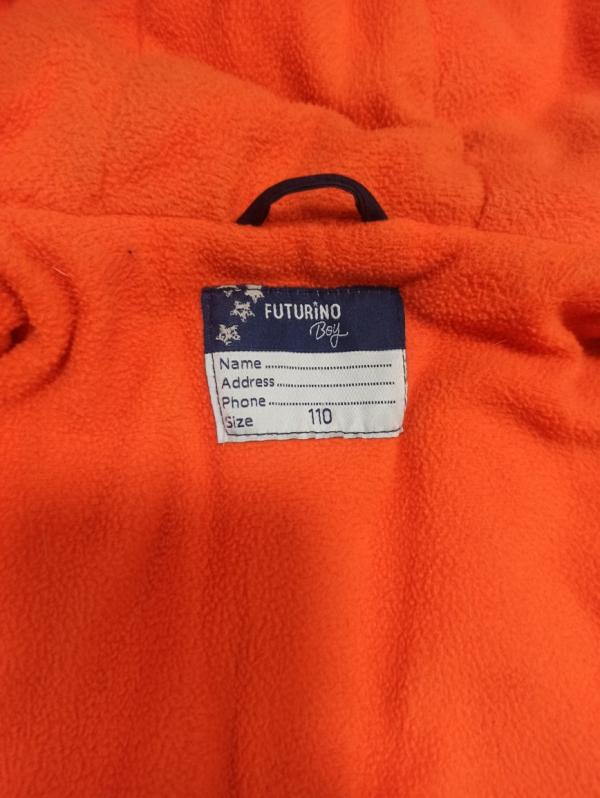 FUTURINO
Boy
Name
Address
Phone
Size 110